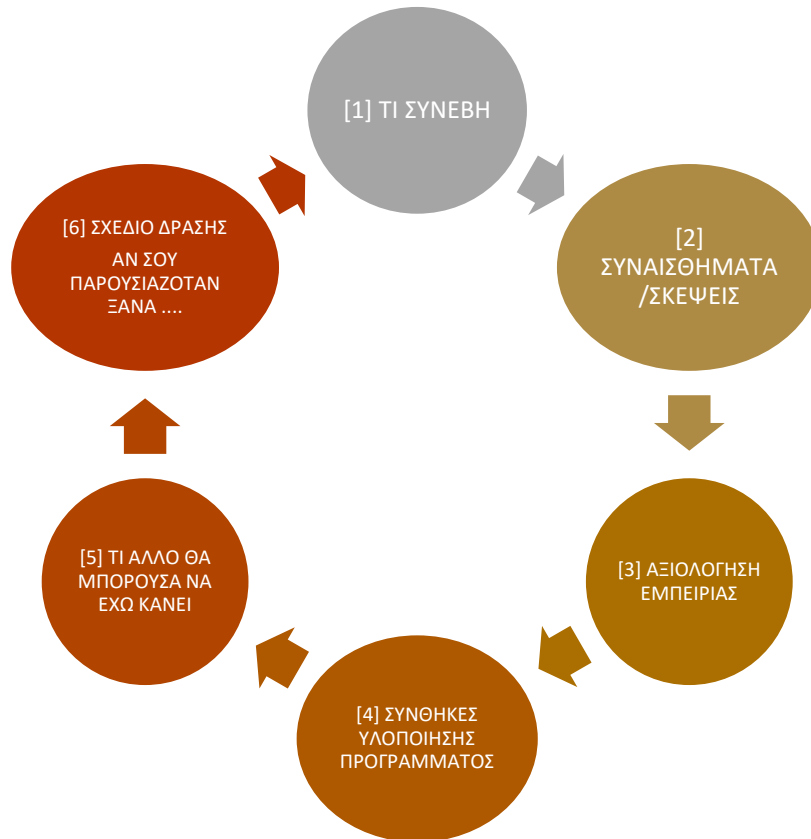 [1] ΤΙ ΣΥΝΕΒΗ
[2]
ΣΥΝΑΙΣΘΗΜΑΤΑ
/ΣΚΕΨΕΙΣ
[3] ΑΞΙΟΛΟΓΗΣΗ
ΕΜΠΕΙΡΙΑΣ
[4] ΣΥΝΘΗΚΕΣ
ΥΛΟΠΟΙΗΣΗΣ
ΠΡΟΓΡΑΜΜΑΤΟΣ
[5] ΤΙ ΑΛΛΟ ΘΑ
ΜΠΟΡΟΥΣΑ ΝΑ
ΕΧΩ ΚΑΝΕΙ
[6] ΣΧΕΔΙΟ ΔΡΑΣΗΣ
ΑΝ ΣΟΥ
ΠΑΡΟΥΣΙΑΖΟΤΑΝ
ΞΑΝΑ ....